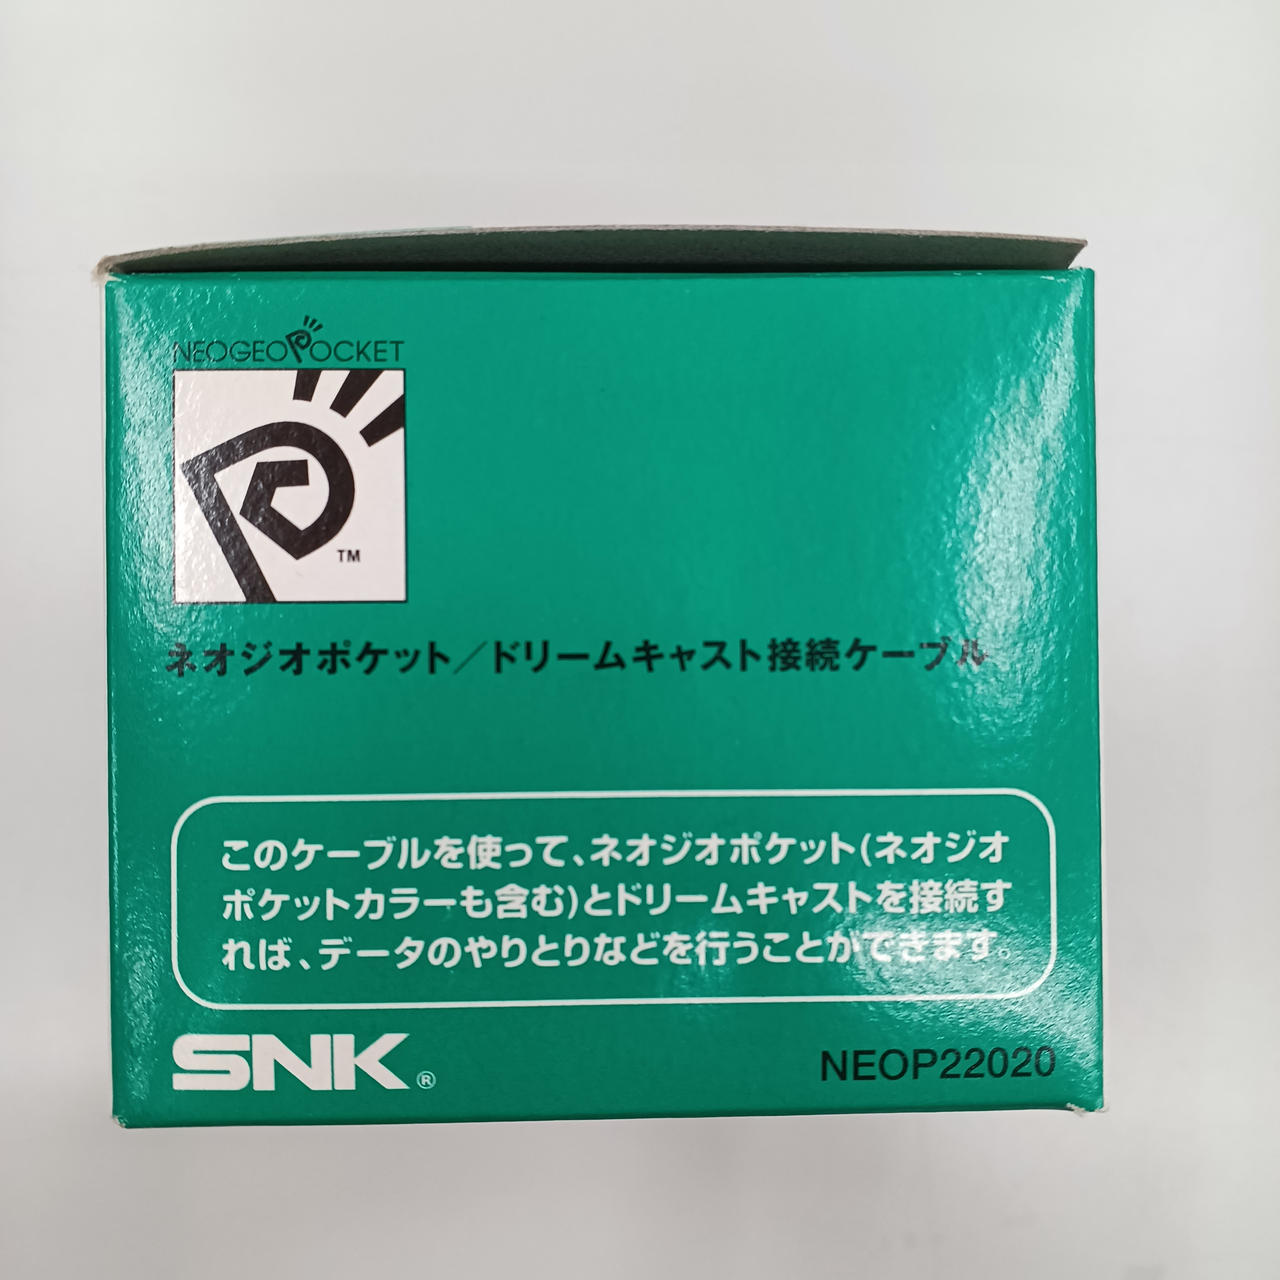 NEOGEO POCKET
TM
ネオジオポケット／ドリームキャスト接続ケーブル
このケーブルを使って、ネオジオポケット(ネオジオ
ポケットカラーも含む)とドリームキャストを接続す
れば、データのやりとりなどを行うことができます。
SNK®
NEOP22020